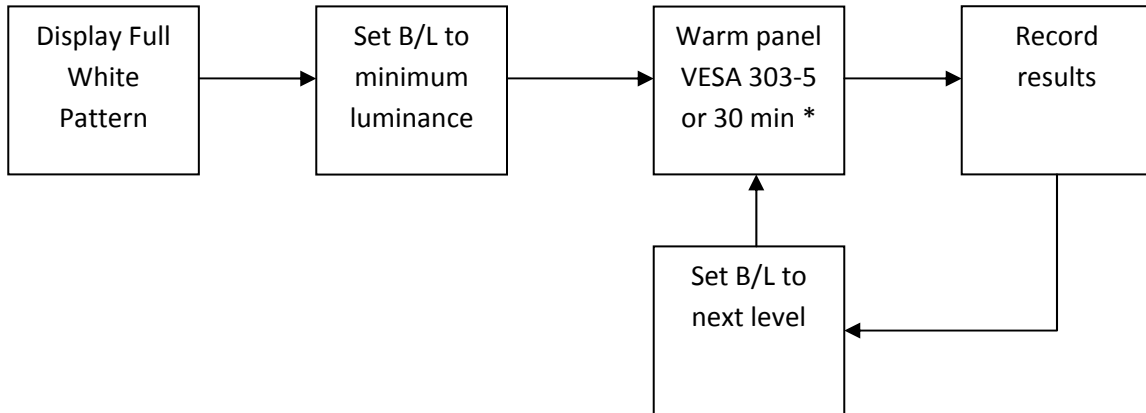 Display Full
White
Pattern
Set B/L to
minimum
luminance
Warm panel
VESA 303-5
or 30 min *
Record
results
Set B/L to
next level